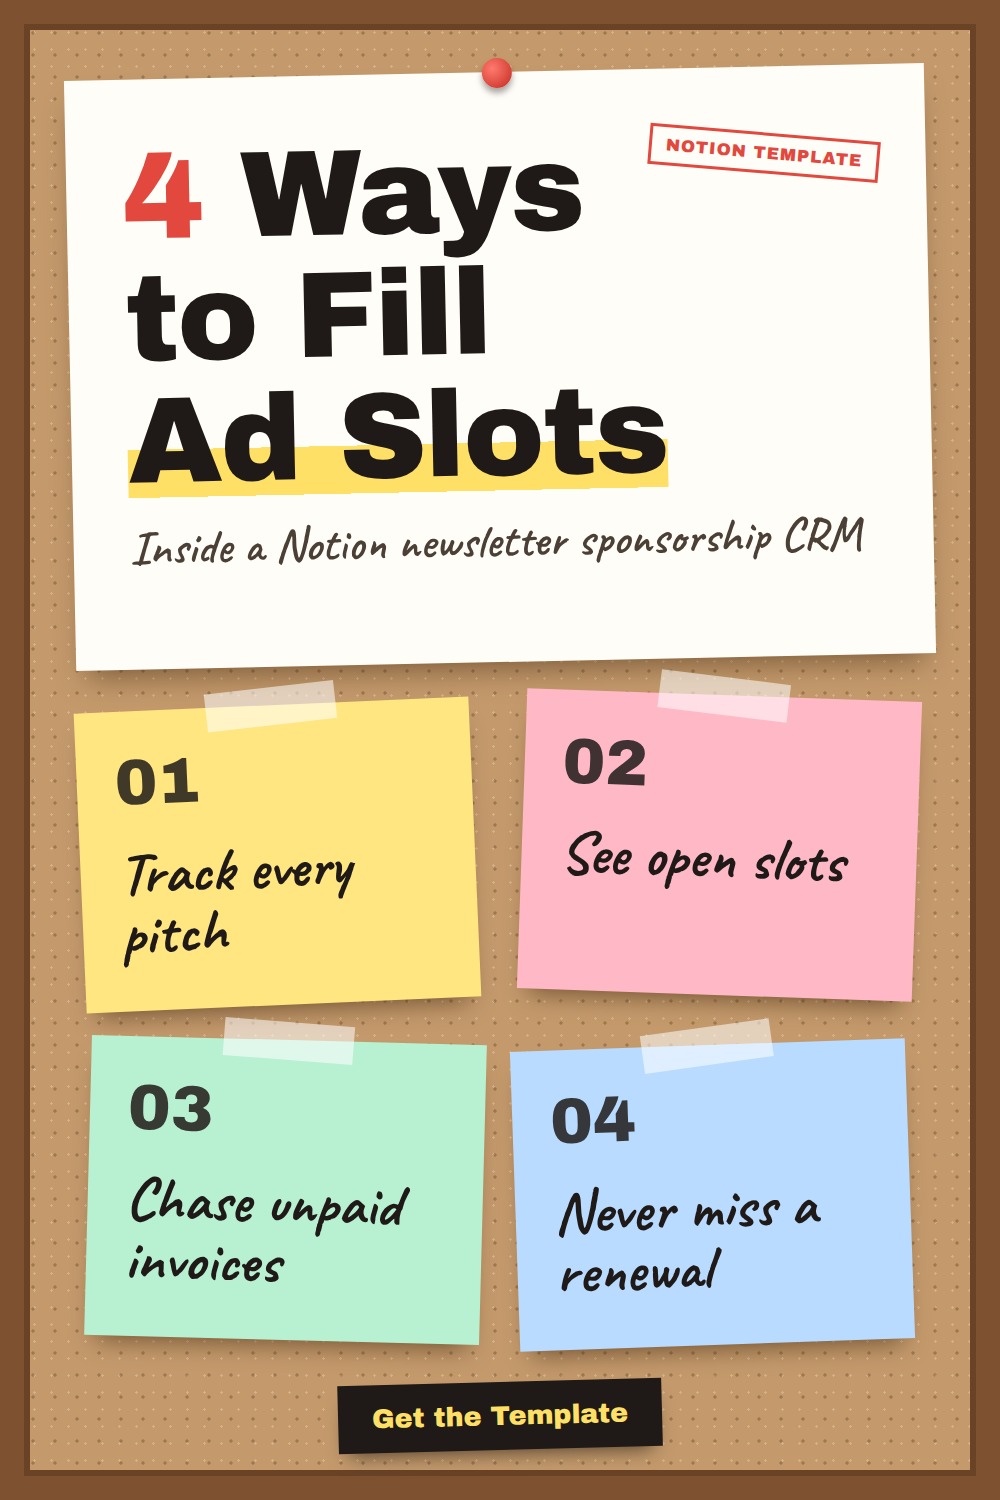 NOTION TEMPLATE
4 Ways
to Fill
Ad Slots
Inside a Notion newsletter sponsorship CRM
01
Track every
pitch
02
See open slots
03
Chase unpaid
invoices
04
Never miss a
renewal
Get the Template